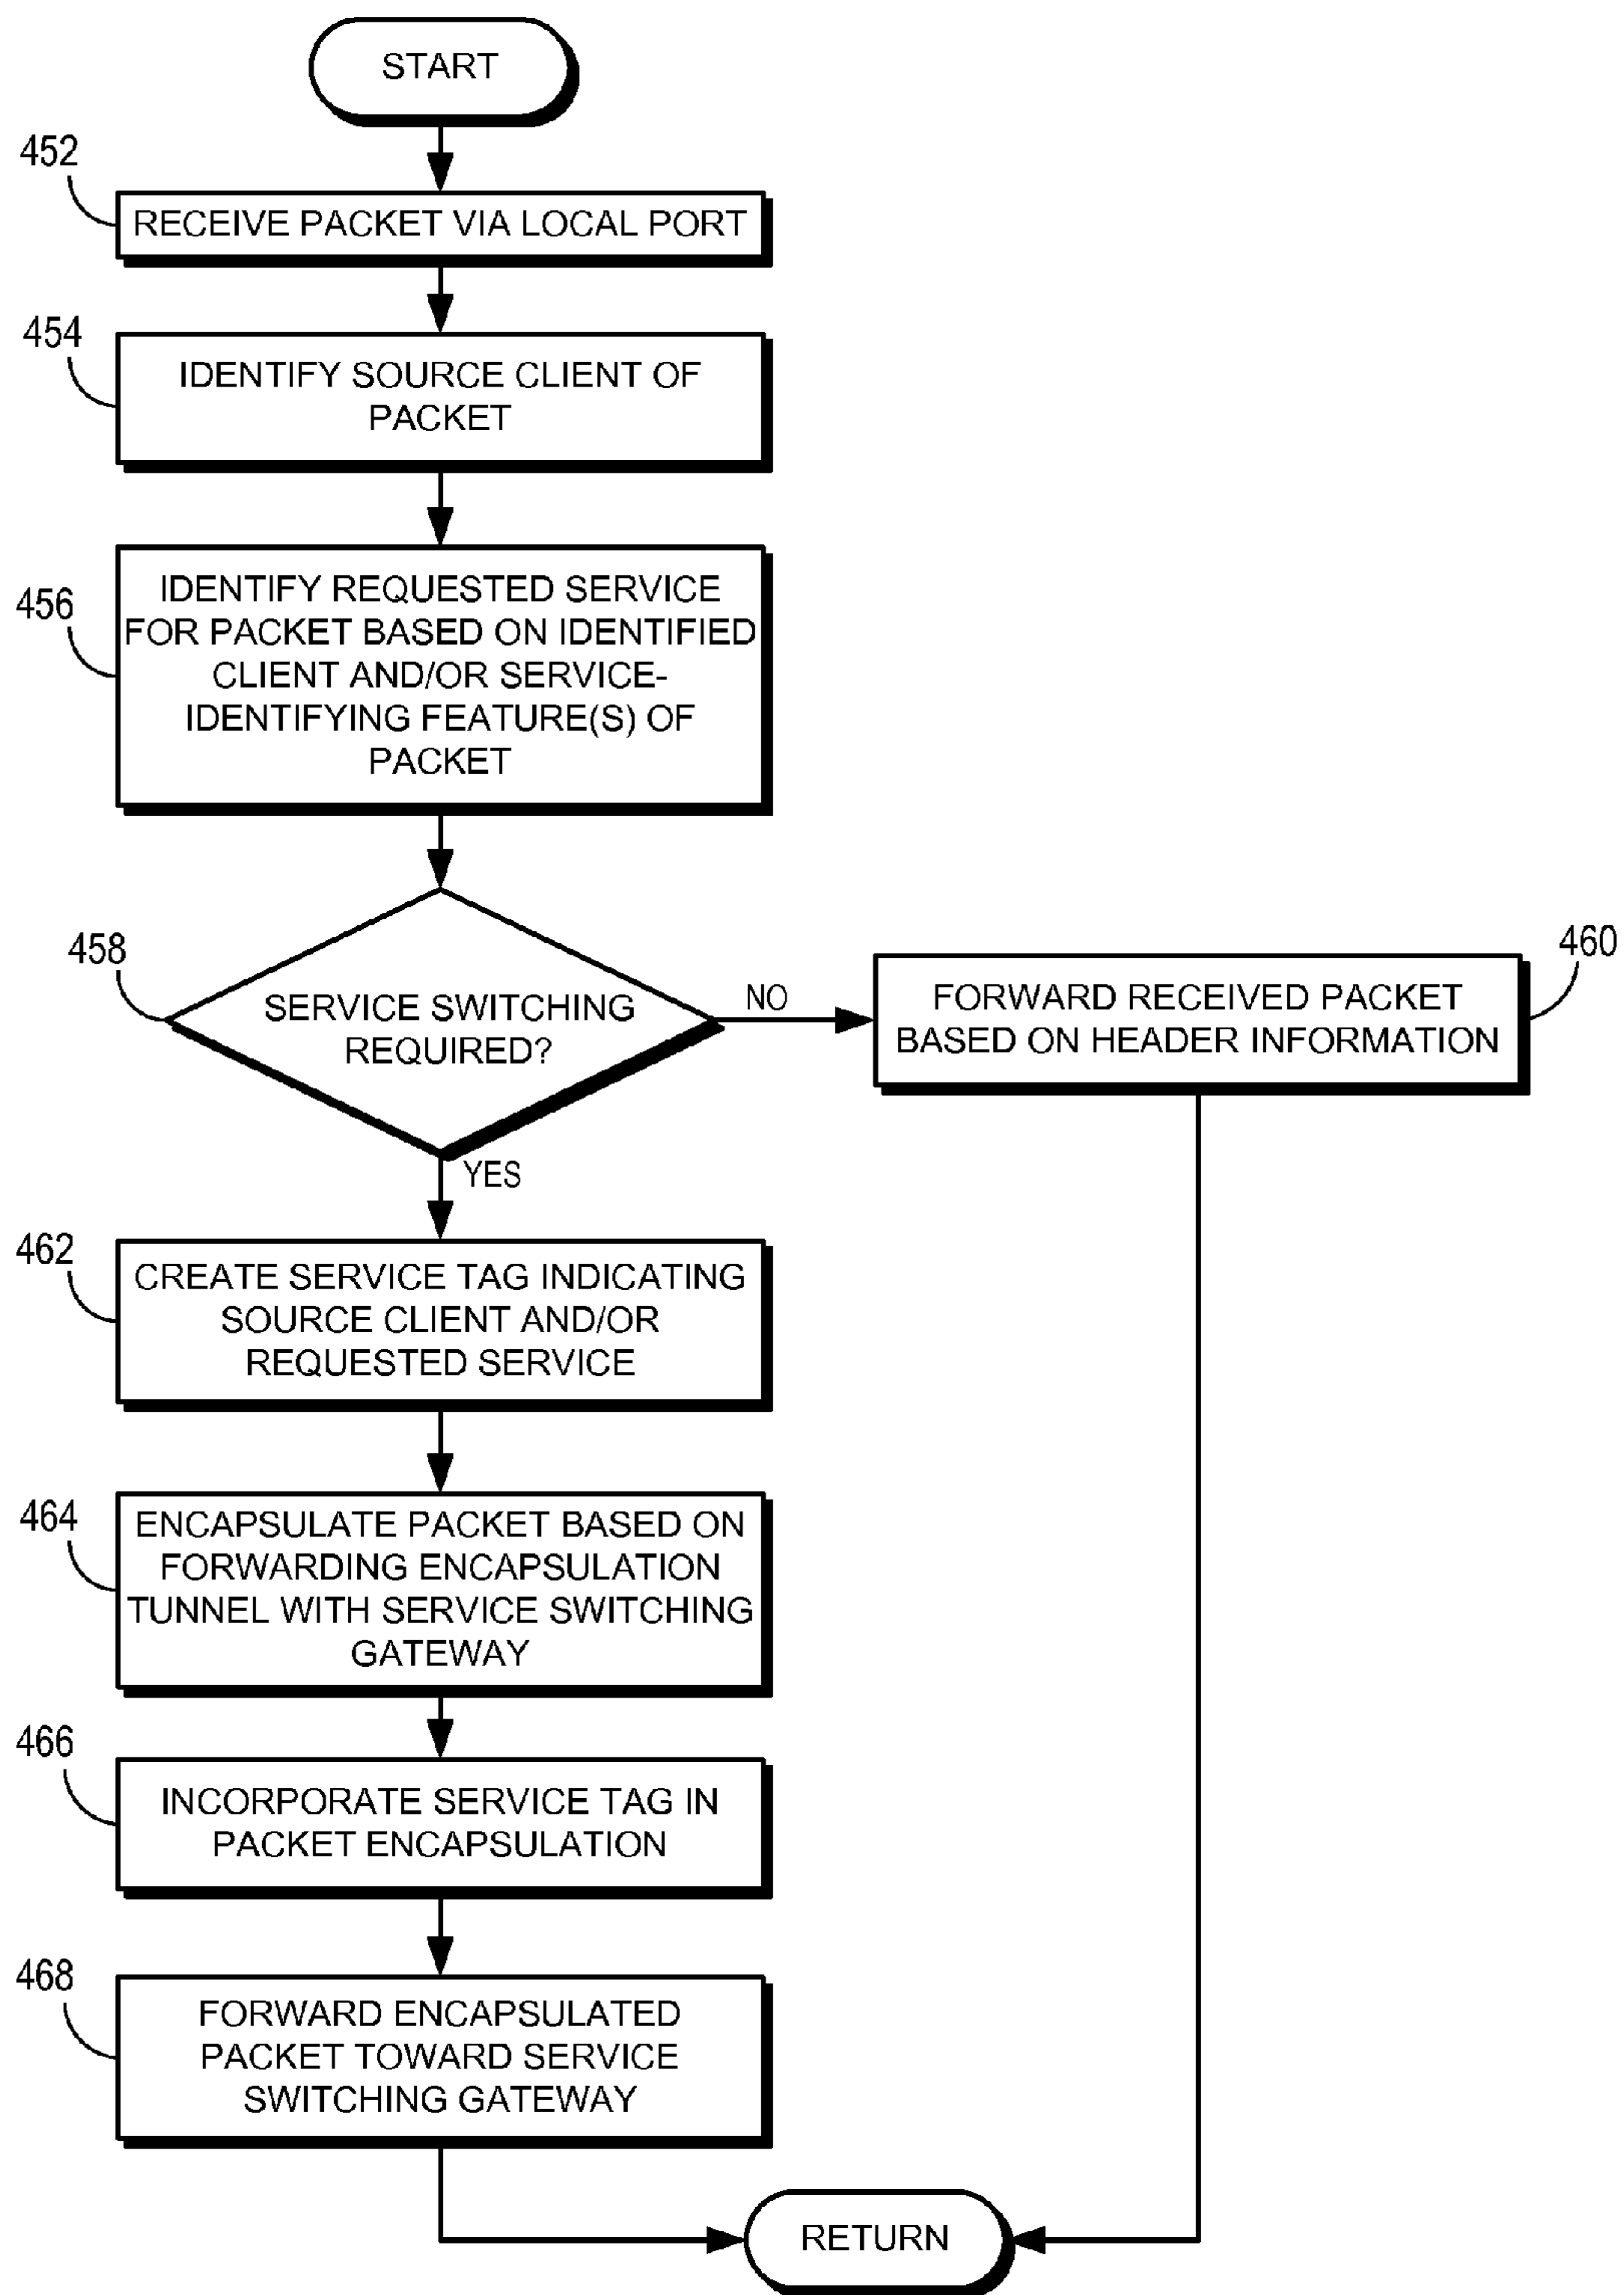 START
452
RECEIVE PACKET VIA LOCAL PORT
454
IDENTIFY SOURCE CLIENT OF
PACKET
456
IDENTIFY REQUESTED SERVICE
FOR PACKET BASED ON IDENTIFIED
CLIENT AND/OR SERVICE-
IDENTIFYING FEATURE(S) OF
PACKET
458
SERVICE SWITCHING
REQUIRED?
NO
460
FORWARD RECEIVED PACKET
BASED ON HEADER INFORMATION
YES
462
CREATE SERVICE TAG INDICATING
SOURCE CLIENT AND/OR
REQUESTED SERVICE
464
ENCAPSULATE PACKET BASED ON
FORWARDING ENCAPSULATION
TUNNEL WITH SERVICE SWITCHING
GATEWAY
466
INCORPORATE SERVICE TAG IN
PACKET ENCAPSULATION
468
FORWARD ENCAPSULATED
PACKET TOWARD SERVICE
SWITCHING GATEWAY
RETURN